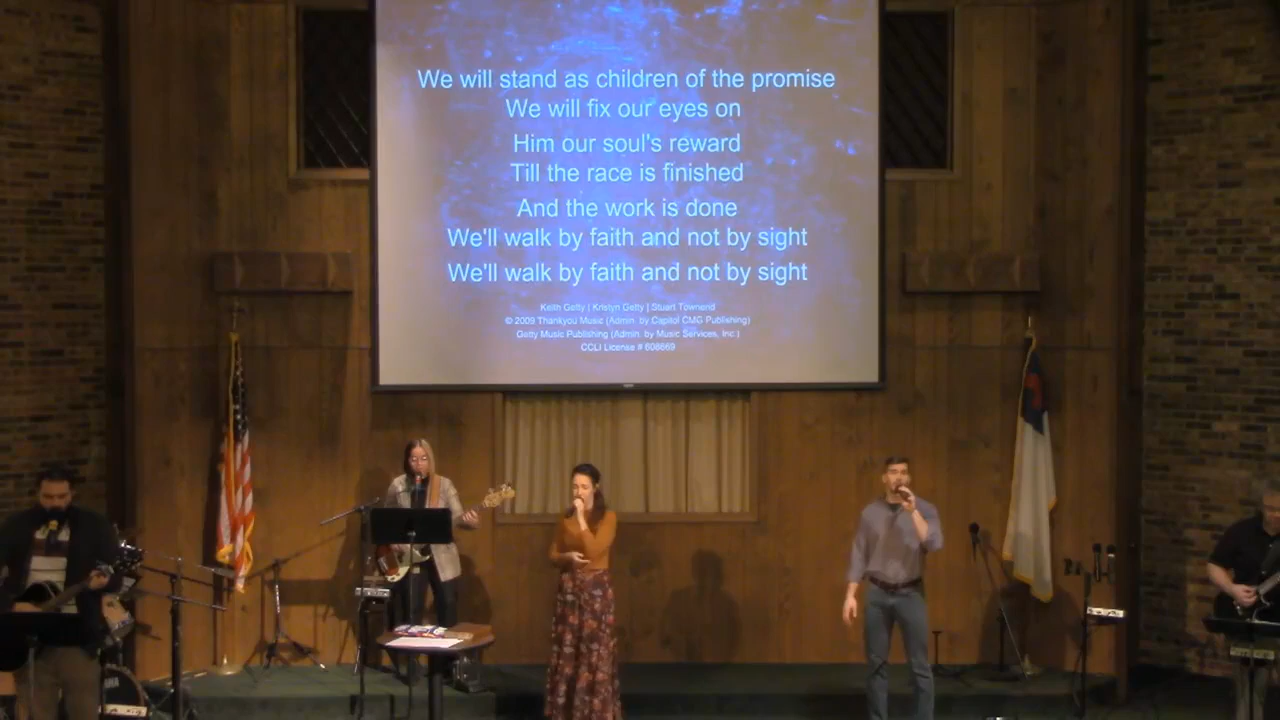 We will stand as children of the promise
We will fix our eyes on
Him our soul's reward
Till the race is finished
And the work is done
We'll walk by faith and not by sight
We'll walk by faith and not by sight
Keith Getty | Kristyn Getty | Stuart Townend
© 2009 Thankyou Music (Admin. by Capitol CMG Publishing)
Getty Music Publishing (Admin. by Music Services, Inc.)
CCLI License # 608669